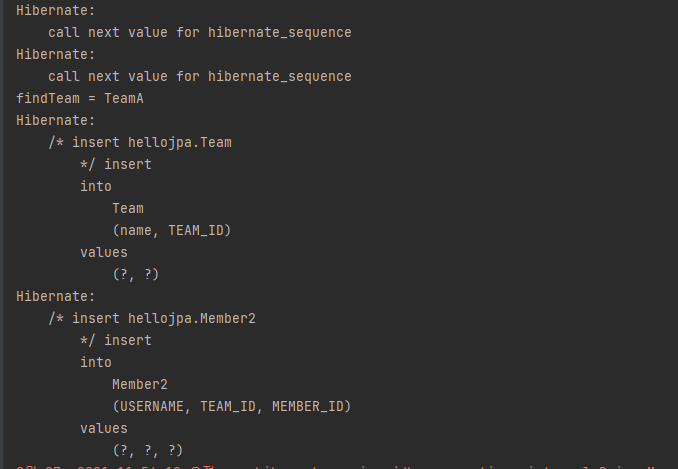 Hibernate:
    call next value for hibernate_sequence
Hibernate:
    call next value for hibernate_sequence
findTeam = TeamA
Hibernate:
    /* insert hellojpa.Team
        */ insert
        into
            Team
            (name, TEAM_ID)
        values
            (?, ?)
Hibernate:
    /* insert hellojpa.Member2
        */ insert
        into
            Member2
            (USERNAME, TEAM_ID, MEMBER_ID)
        values
            (?, ?, ?)